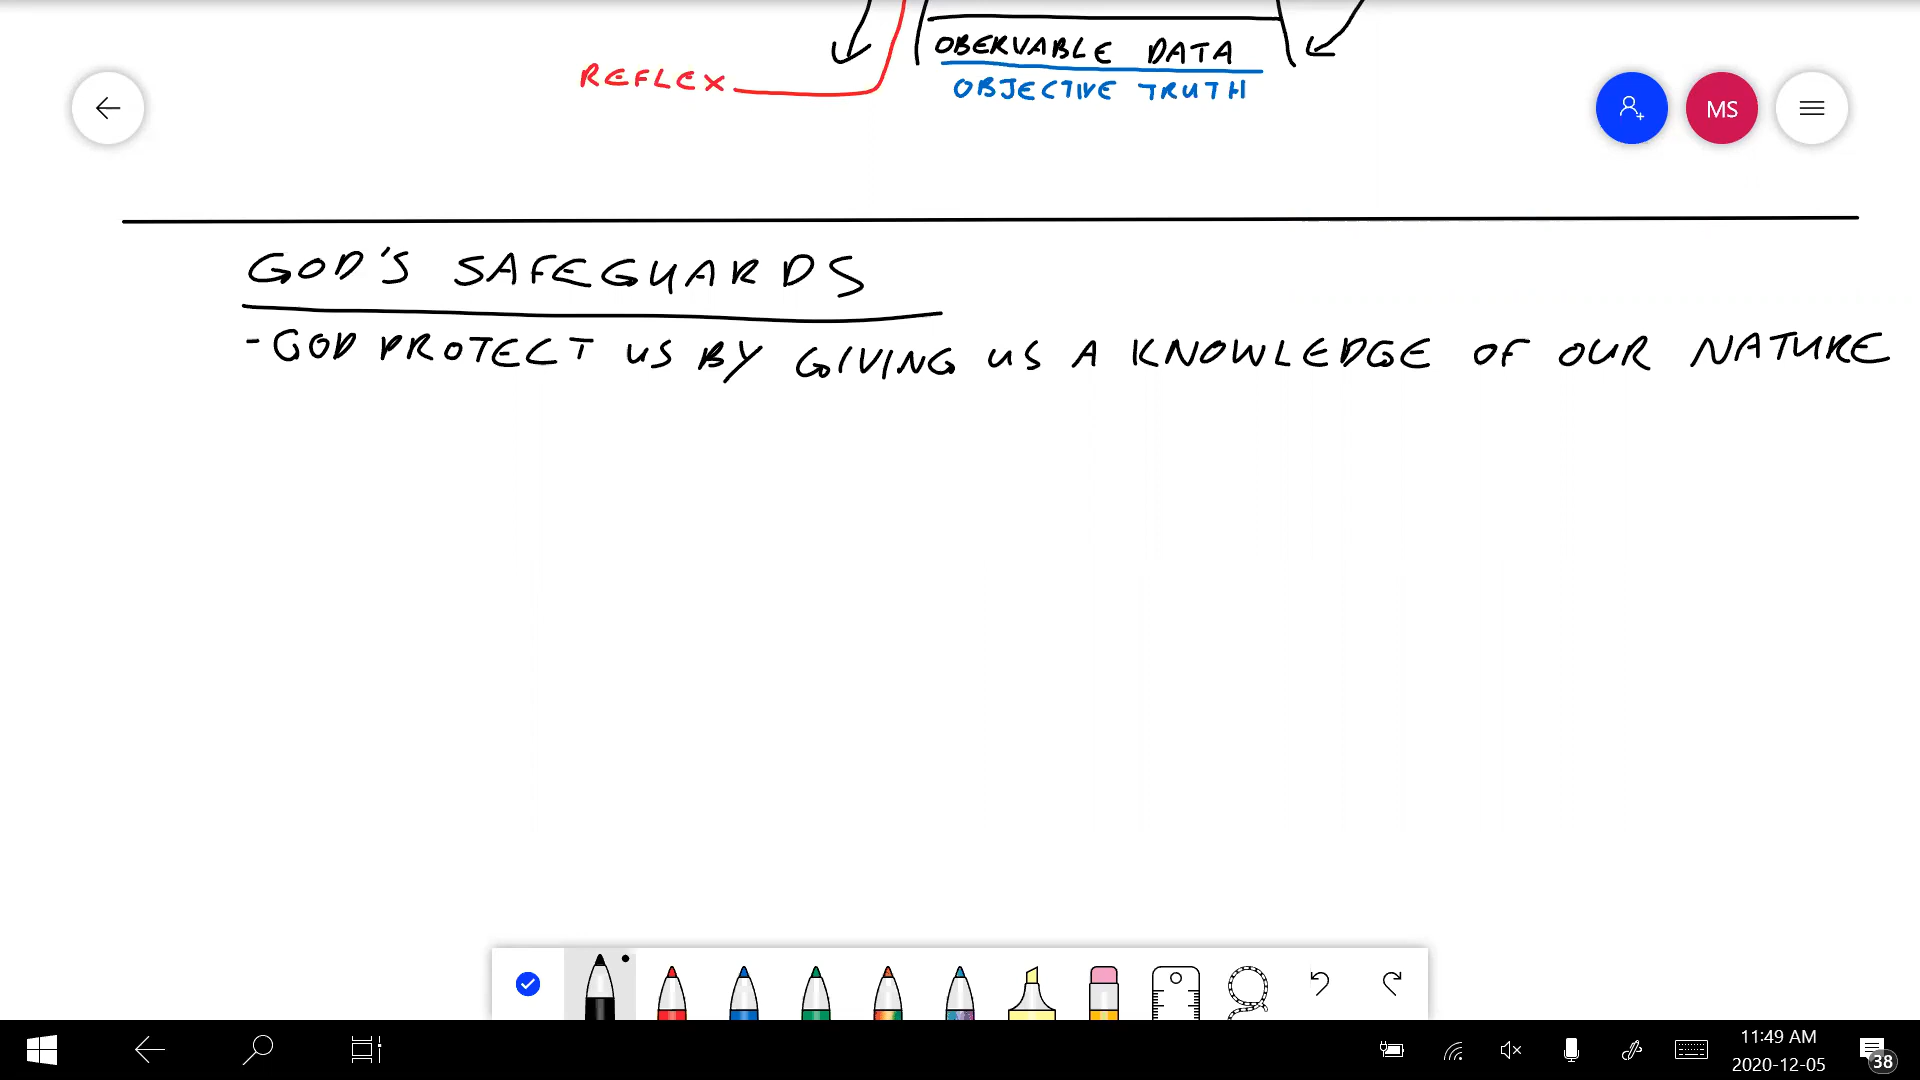 OBERVABLE DATA
REFLEX
OBJECTIVE TRUTH
MS
GOD'S SAFEGUARDS
- GOD PROTECT US BY GIVING US A KNOWLEDGE OF OUR NATURE
11:49 AM
2020-12-05
38